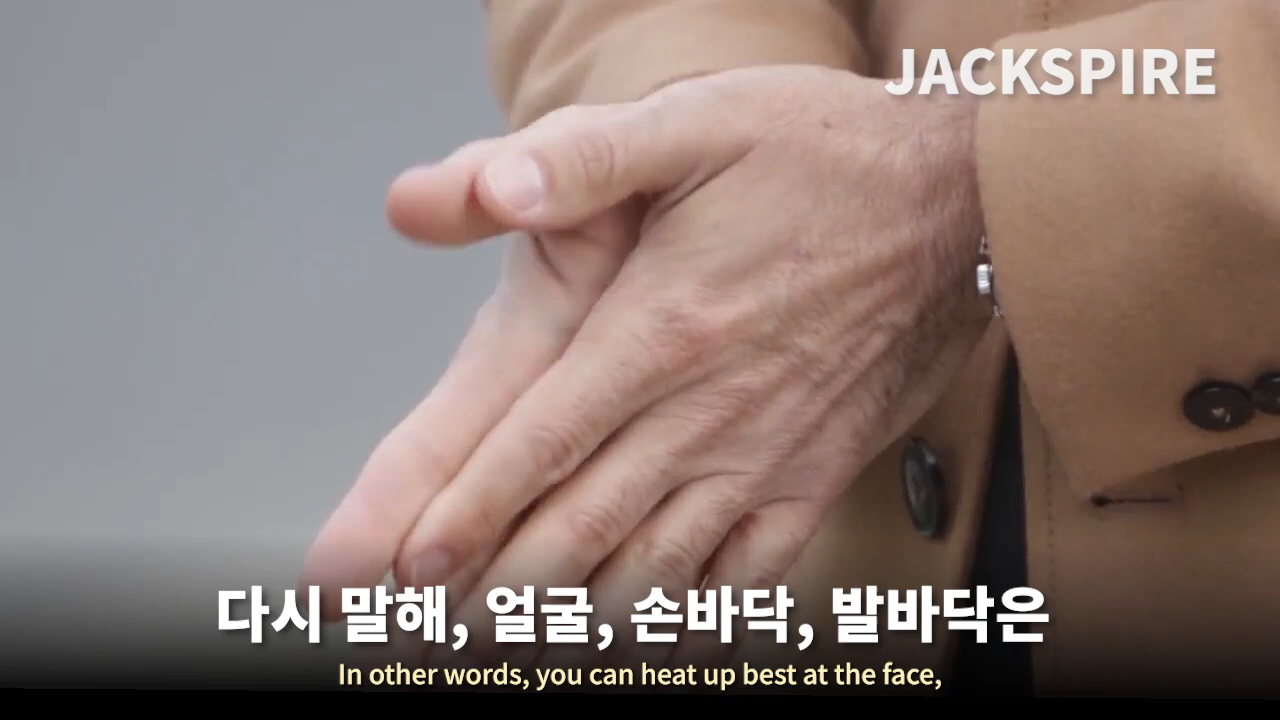 JACKSPIRE
다시 말해, 얼굴, 손바닥, 발바닥은
In other words, you can heat up best at the face,